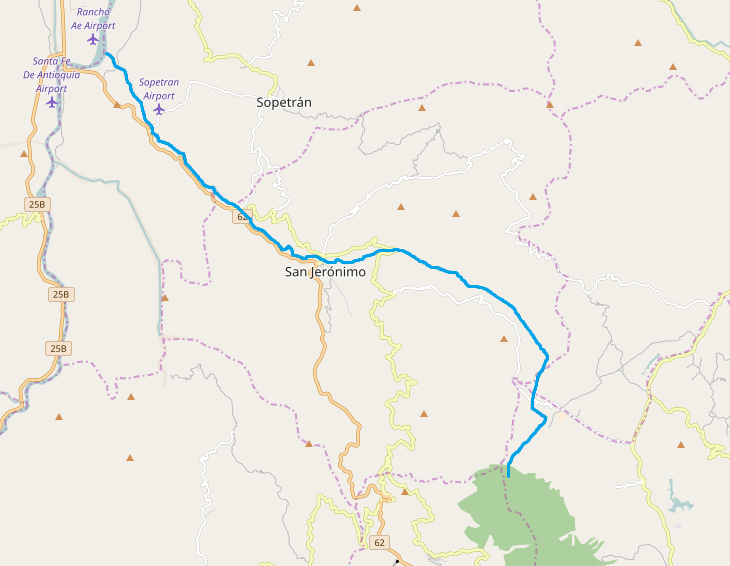 Rancho
Ae Airport
Santa Fe
De Antioquia
Airport
Sopetran
Airport
Sopetrán
25B
62
San Jerónimo
25B
25B
62